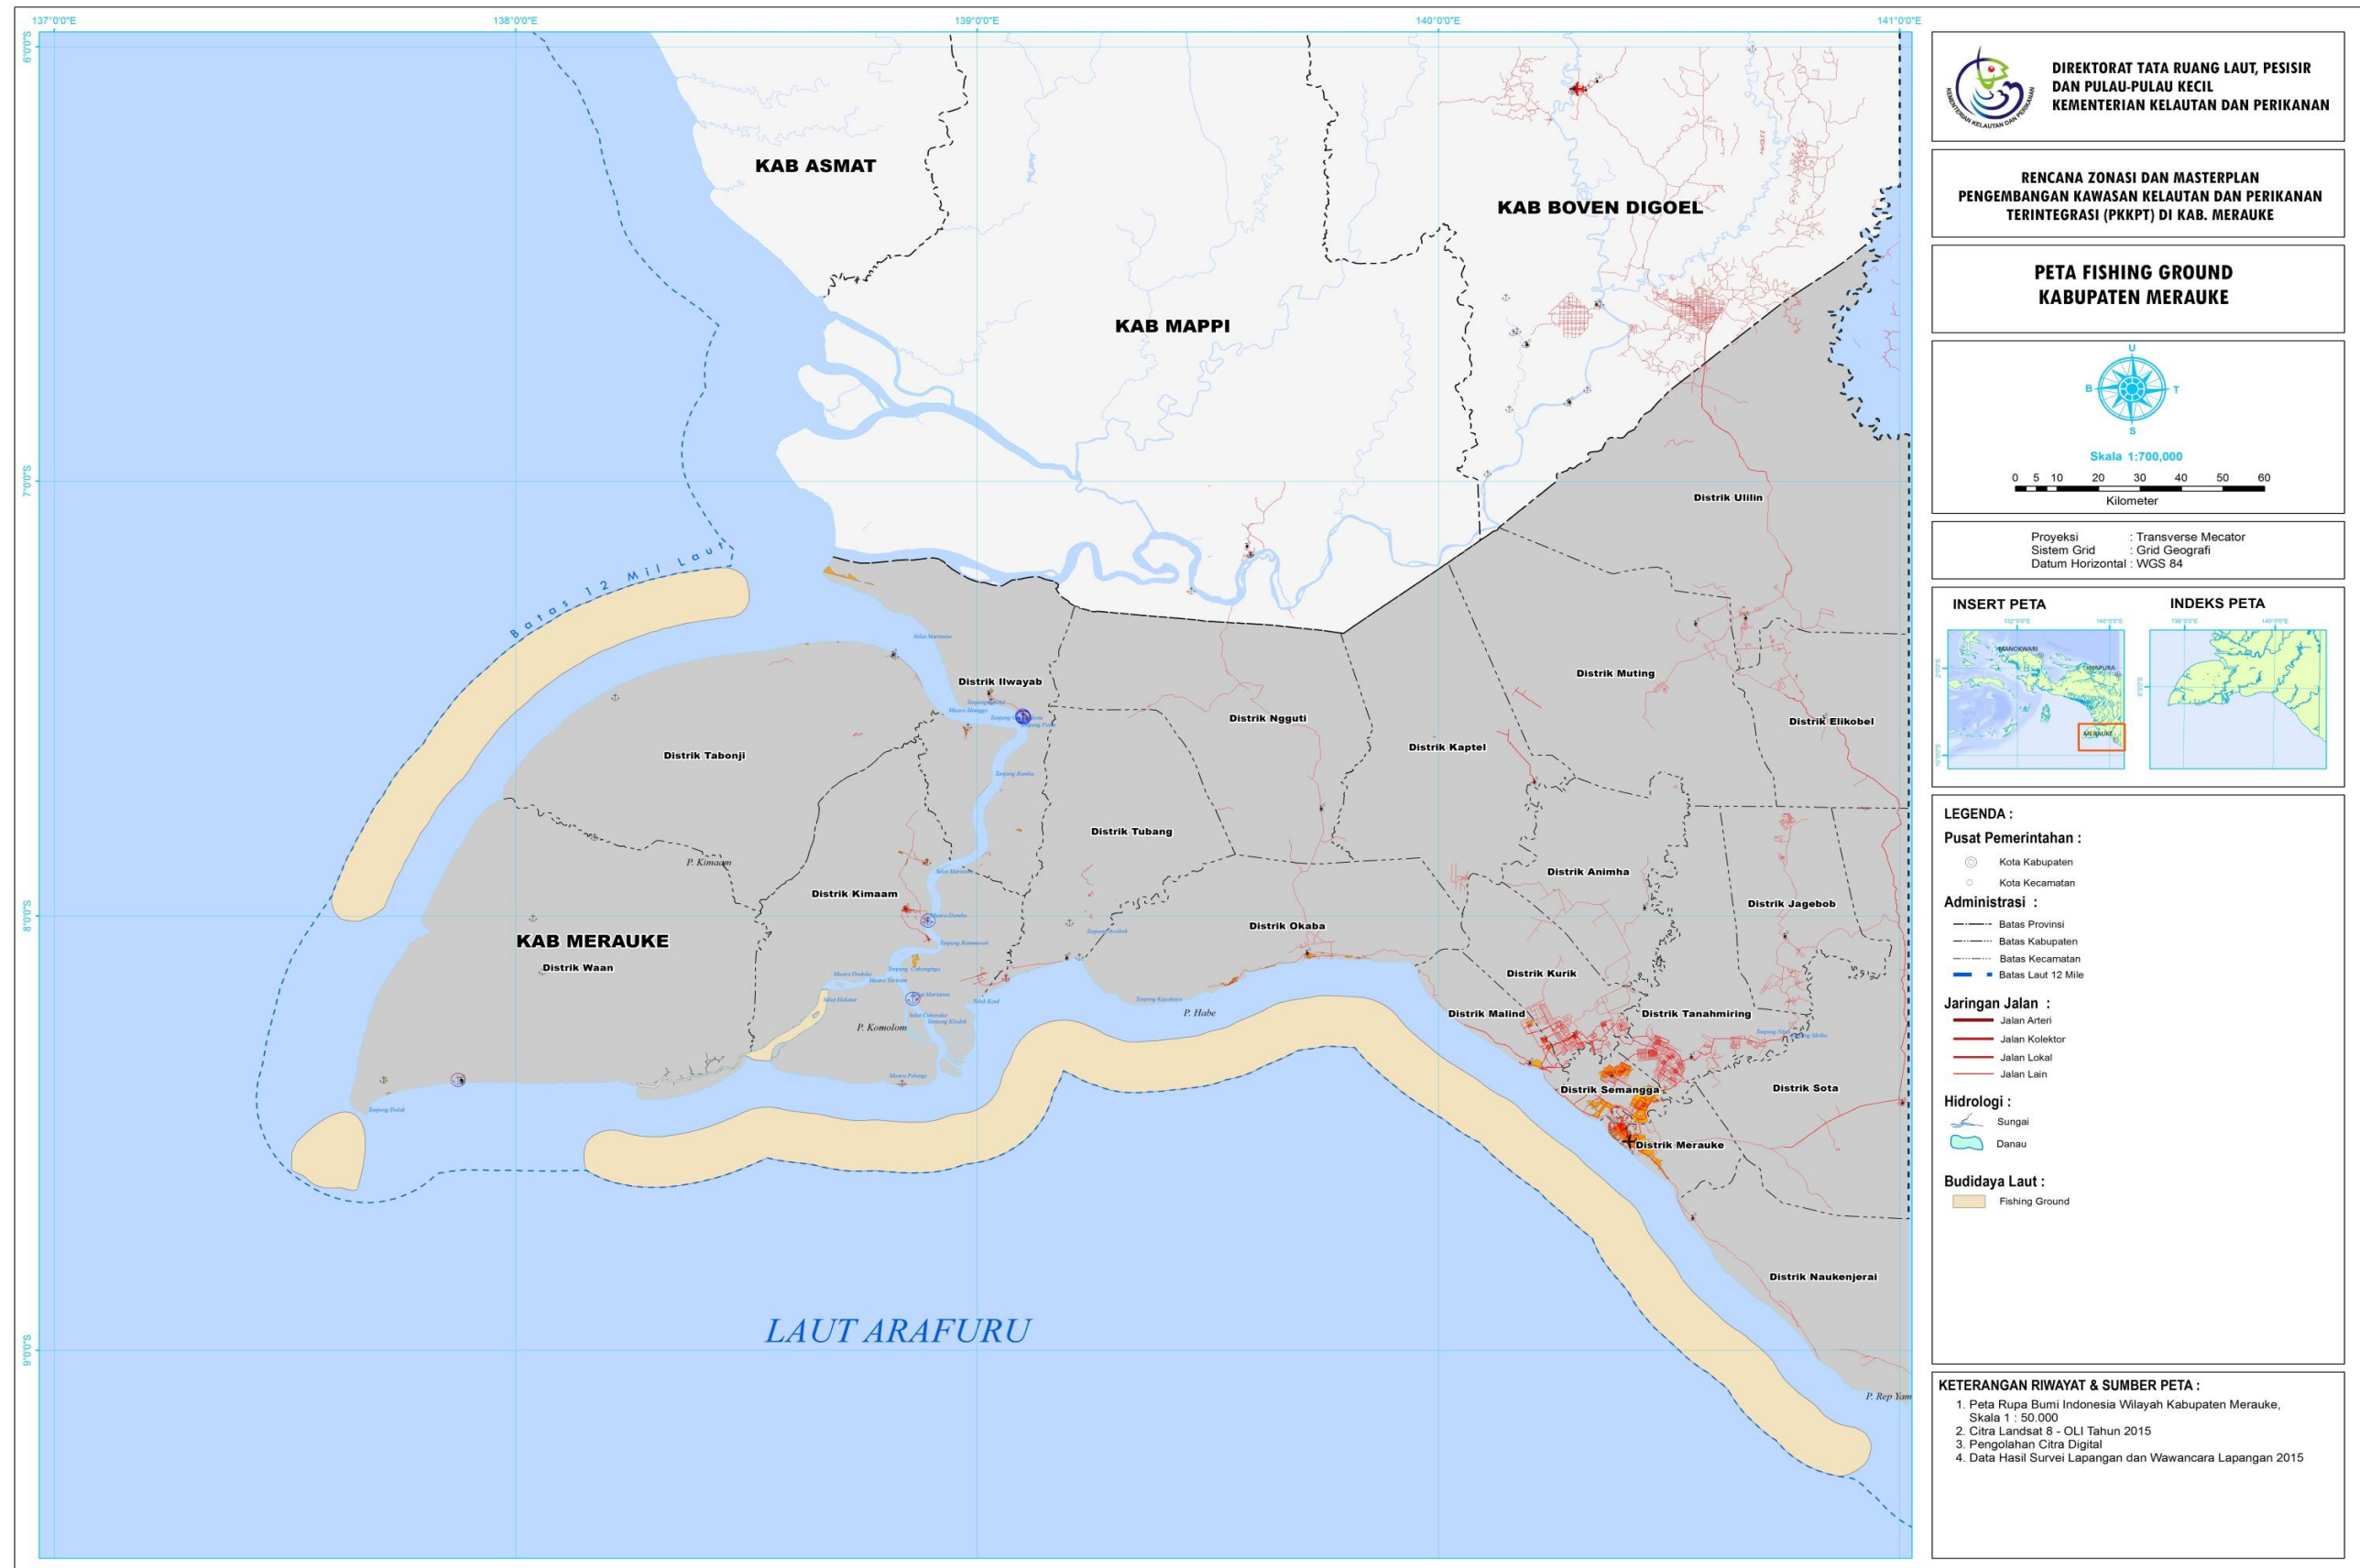 137°0'0"E 138°0'0"E 139°0'0"E 140°0'0"E 141°0'0"E
6°0'0"S
7°0'0"S
8°0'0"S
9°0'0"S
KAB ASMAT
KAB BOVEN DIGOEL
KAB MAPPI
Distrik Ulilin
Batas 12 Mil Laut
Selat Marianne
Distrik Ilwayab
Distrik Muting
Distrik Ngguti
Distrik Elikobel
Distrik Kaptel
Distrik Tabonji
Distrik Tubang
P. Kimaam
Distrik Animha
Distrik Kimaam
Distrik Jagebob
Distrik Okaba
KAB MERAUKE
Distrik Waan
Distrik Kurik
Distrik Malind
Distrik Tanahmiring
P. Habe
P. Komolom
Distrik Semangga
Distrik Sota
Distrik Merauke
Distrik Naukenjerai
LAUT ARAFURU
P. Rep Yam
KEMENTERIAN KELAUTAN DAN PERIKANAN
DIREKTORAT TATA RUANG LAUT, PESISIR
DAN PULAU-PULAU KECIL
KEMENTERIAN KELAUTAN DAN PERIKANAN
RENCANA ZONASI DAN MASTERPLAN
PENGEMBANGAN KAWASAN KELAUTAN DAN PERIKANAN
TERINTEGRASI (PKKPT) DI KAB. MERAUKE
PETA FISHING GROUND
KABUPATEN MERAUKE
U
B T
S
Skala 1:700,000
0 5 10 20 30 40 50 60
Kilometer
Proyeksi : Transverse Mecator
Sistem Grid : Grid Geografi
Datum Horizontal : WGS 84
INSERT PETA INDEKS PETA
MANOKWARI
MERAUKE
LEGENDA :
Pusat Pemerintahan :
Kota Kabupaten
Kota Kecamatan
Administrasi :
Batas Provinsi
Batas Kabupaten
Batas Kecamatan
Batas Laut 12 Mile
Jaringan Jalan :
Jalan Arteri
Jalan Kolektor
Jalan Lokal
Jalan Lain
Hidrologi :
Sungai
Danau
Budidaya Laut :
Fishing Ground
KETERANGAN RIWAYAT & SUMBER PETA :
1. Peta Rupa Bumi Indonesia Wilayah Kabupaten Merauke,
Skala 1 : 50.000
2. Citra Landsat 8 - OLI Tahun 2015
3. Pengolahan Citra Digital
4. Data Hasil Survei Lapangan dan Wawancara Lapangan 2015